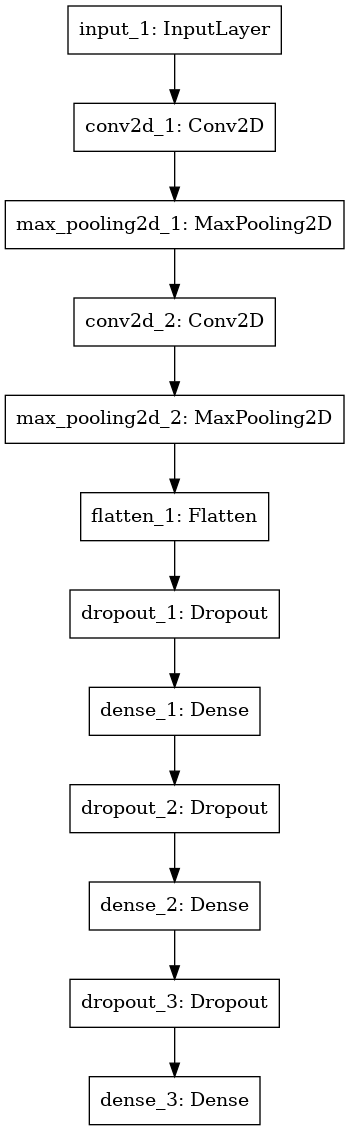 input_1: InputLayer
conv2d_1: Conv2D
max_pooling2d_1: MaxPooling2D
conv2d_2: Conv2D
max_pooling2d_2: MaxPooling2D
flatten_1: Flatten
dropout_1: Dropout
dense_1: Dense
dropout_2: Dropout
dense_2: Dense
dropout_3: Dropout
dense_3: Dense